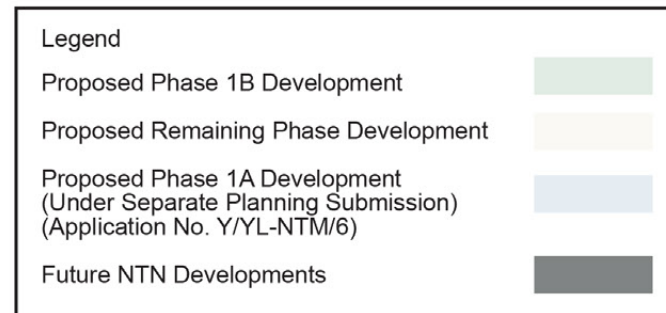 Legend
Proposed Phase 1B Development
Proposed Remaining Phase Development
Proposed Phase 1A Development
(Under Separate Planning Submission)
(Application No. Y/YL-NTM/6)
Future NTN Developments